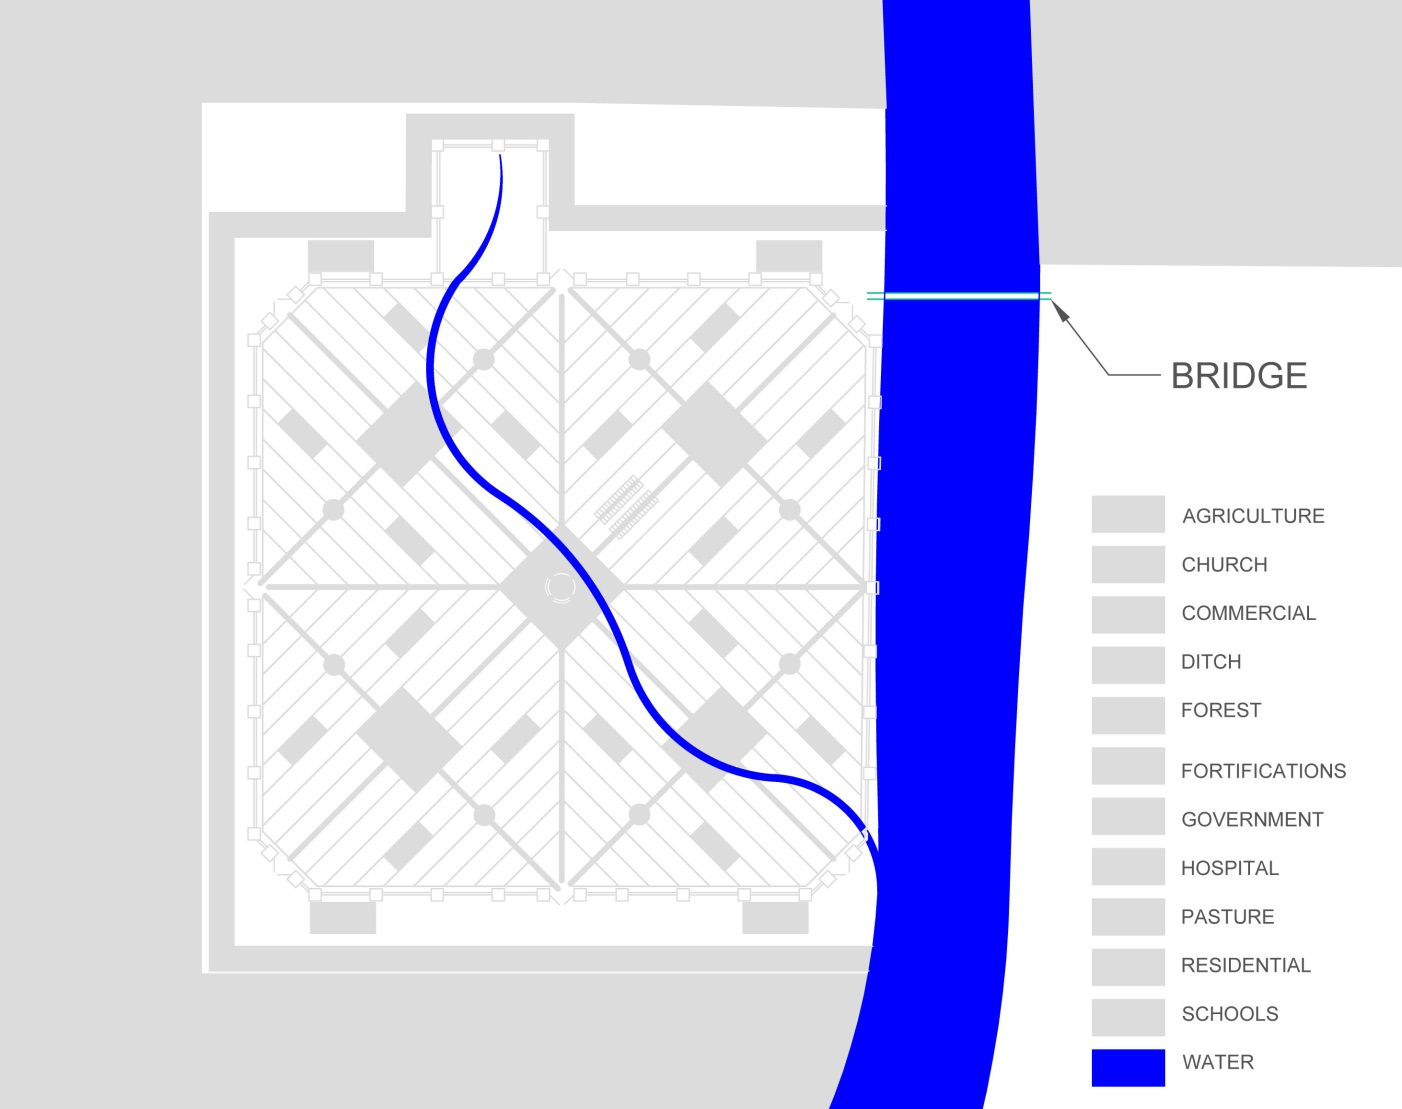 BRIDGE
AGRICULTURE
CHURCH
COMMERCIAL
DITCH
FOREST
FORTIFICATIONS
GOVERNMENT
HOSPITAL
PASTURE
RESIDENTIAL
SCHOOLS
WATER